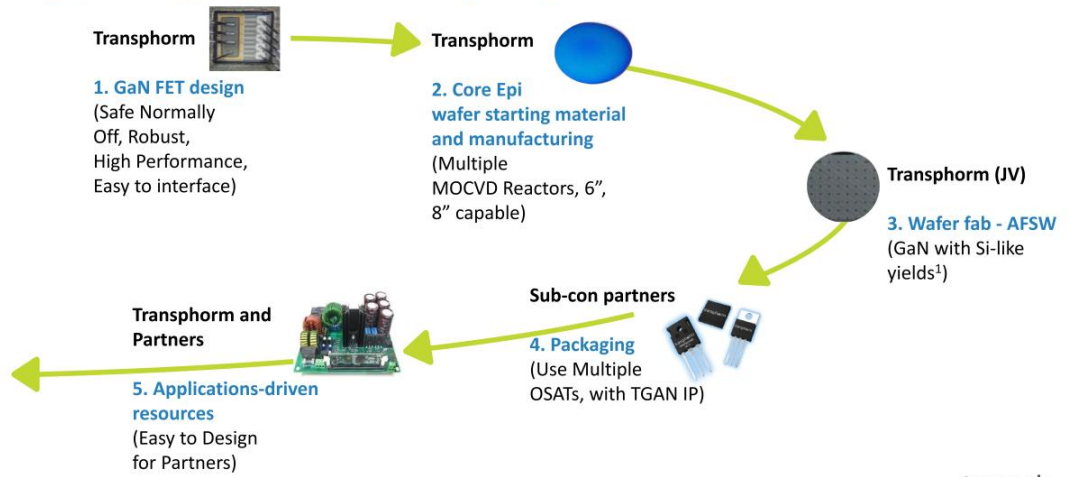 Transphorm
1. GaN FET design
(Safe Normally
Off, Robust,
High Performance,
Easy to interface)
Transphorm
2. Core Epi
wafer starting material
and manufacturing
(Multiple
MOCVD Reactors, 6”,
8” capable)
Transphorm (JV)
3. Wafer fab - AFSW
(GaN with Si-like
yields¹)
Sub-con partners
4. Packaging
(Use Multiple
OSATs, with TGAN IP)
Transphorm and
Partners
5. Applications-driven
resources
(Easy to Design
for Partners)